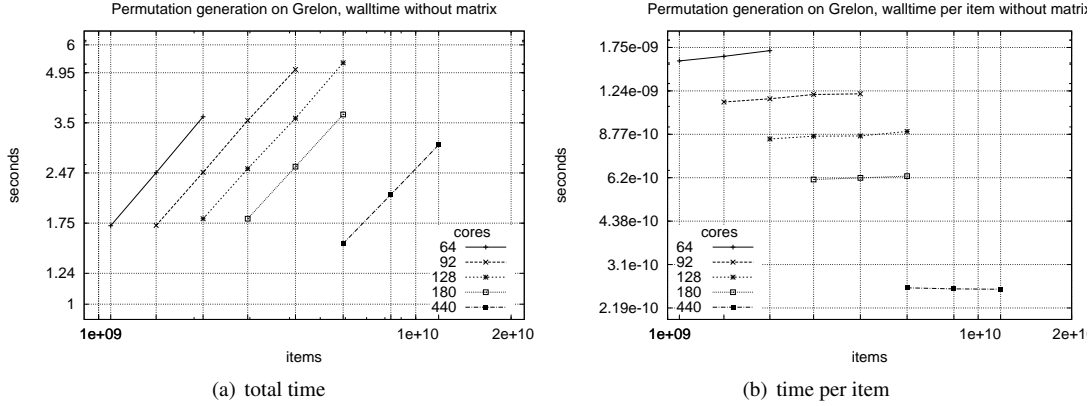 Permutation generation on Grelon, walltime without matrix
6
4.95
3.5
2.47
1.75
1.24
1
seconds
cores
64
92
128
180
440
1e+09
1e+10
2e+10
items
(a) total time
Permutation generation on Grelon, walltime per item without matrix
1.75e-09
1.24e-09
8.77e-10
6.2e-10
4.38e-10
3.1e-10
2.19e-10
seconds
cores
64
92
128
180
440
1e+09
1e+10
2e+10
items
(b) time per item